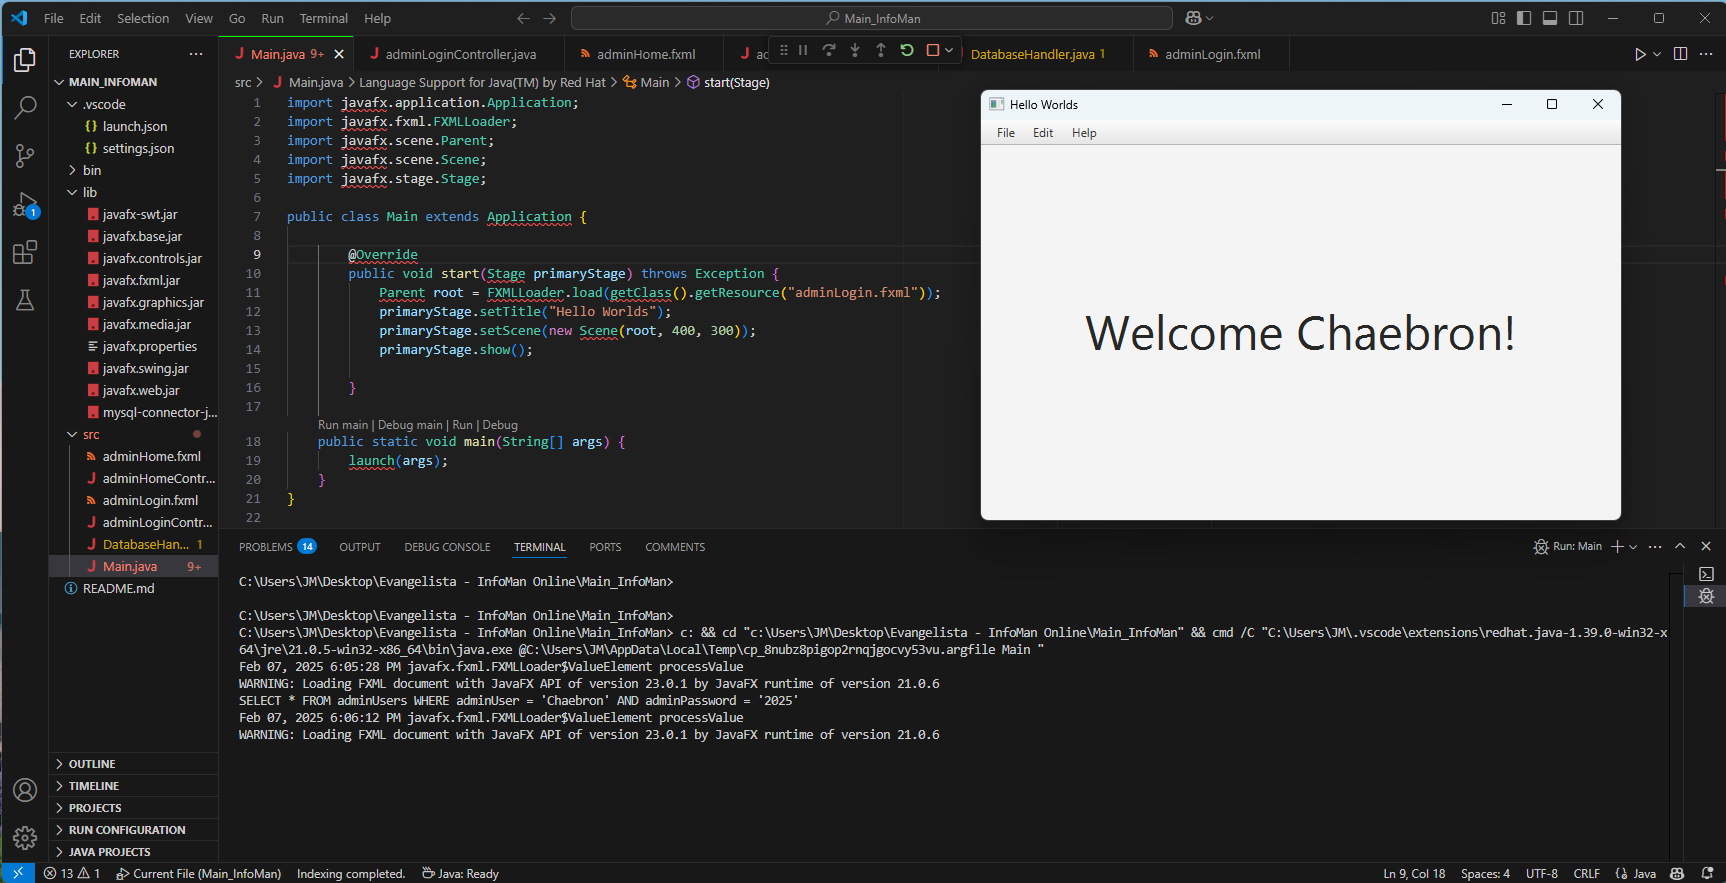 File Edit Selection View Go Run Terminal Help
Main_InfoMan
EXPLORER
MAIN_INFOMAN
.vscode
launch.json
settings.json
bin
lib
javafx-swt.jar
javafx.base.jar
javafx.controls.jar
javafx.fxml.jar
javafx.graphics.jar
javafx.media.jar
javafx.properties
javafx.swing.jar
javafx.web.jar
mysql-connector-j...
src
adminHome.fxml
adminHomeContr...
adminLogin.fxml
adminLoginContr...
DatabaseHan... 1
Main.java 9+
README.md
OUTLINE
TIMELINE
PROJECTS
RUN CONFIGURATION
JAVA PROJECTS
Main.java 9+ adminLoginController.java adminHome.fxml ac DatabaseHandler.java 1 adminLogin.fxml
src > Main.java > Language Support for Java(TM) by Red Hat > Main > start(Stage)
1 import javafx.application.Application;
2 import javafx.fxml.FXMLLoader;
3 import javafx.scene.Parent;
4 import javafx.scene.Scene;
5 import javafx.stage.Stage;
6
7 public class Main extends Application {
8
9 @Override
10 public void start(Stage primaryStage) throws Exception {
11 Parent root = FXMLLoader.load(getClass().getResource("adminLogin.fxml"));
12 primaryStage.setTitle("Hello Worlds");
13 primaryStage.setScene(new Scene(root, 400, 300));
14 primaryStage.show();
15
16 }
17
Run main | Debug main | Run | Debug
18 public static void main(String[] args) {
19 launch(args);
20 }
21 }
22
Hello Worlds
File Edit Help
Welcome Chaebron!
PROBLEMS 14 OUTPUT DEBUG CONSOLE TERMINAL PORTS COMMENTS
Run: Main
C:\Users\JM\Desktop\Evangelista - InfoMan Online\Main_InfoMan>
C:\Users\JM\Desktop\Evangelista - InfoMan Online\Main_InfoMan>
C:\Users\JM\Desktop\Evangelista - InfoMan Online\Main_InfoMan> c: && cd "c:\Users\JM\Desktop\Evangelista - InfoMan Online\Main_InfoMan" && cmd /C "C:\Users\JM\.vscode\extensions\redhat.java-1.39.0-win32-x
64\jre\21.0.5-win32-x86_64\bin\java.exe @C:\Users\JM\AppData\Local\Temp\cp_8nubz8pigop2rnqjgocvy53vu.argfile Main "
Feb 07, 2025 6:05:28 PM javafx.fxml.FXMLLoader$ValueElement processValue
WARNING: Loading FXML document with JavaFX API of version 23.0.1 by JavaFX runtime of version 21.0.6
SELECT * FROM adminUsers WHERE adminUser = 'Chaebron' AND adminPassword = '2025'
Feb 07, 2025 6:06:12 PM javafx.fxml.FXMLLoader$ValueElement processValue
WARNING: Loading FXML document with JavaFX API of version 23.0.1 by JavaFX runtime of version 21.0.6
1
13 1 Current File (Main_InfoMan) Indexing completed. Java: Ready
Ln 9, Col 18 Spaces: 4 UTF-8 CRLF {} Java